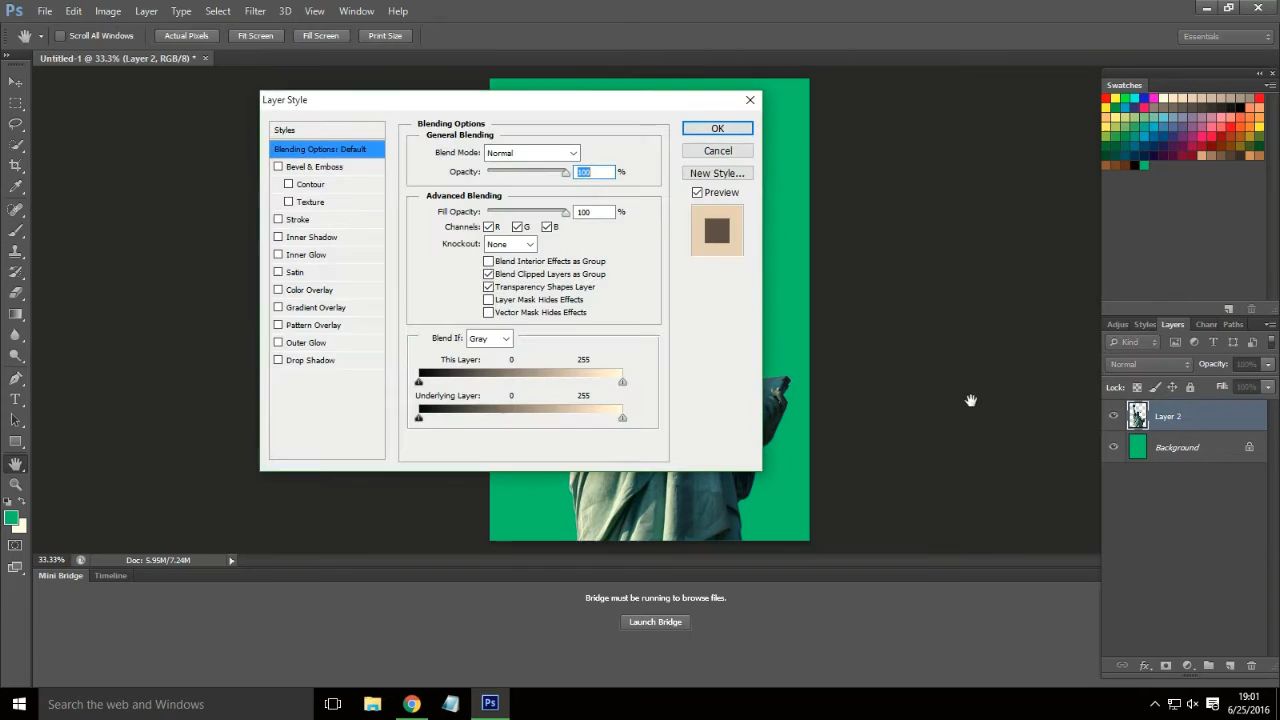 Ps File Edit Image Layer Type Select Filter 3D View Window Help
Scroll All Windows Actual Pixels Fit Screen Fill Screen Print Size Essentials
Untitled-1 @ 33.3% (Layer 2, RGB/8) * ×
Swatches
Layer Style
Styles
Blending Options: Default
Bevel & Emboss
Contour
Texture
Stroke
Inner Shadow
Inner Glow
Satin
Color Overlay
Gradient Overlay
Pattern Overlay
Outer Glow
Drop Shadow
Blending Options
General Blending
Blend Mode: Normal
Opacity: 100 %
Advanced Blending
Fill Opacity: 100 %
Channels: R G B
Knockout: None
Blend Interior Effects as Group
Blend Clipped Layers as Group
Transparency Shapes Layer
Layer Mask Hides Effects
Vector Mask Hides Effects
Blend If: Gray
This Layer: 0 255
Underlying Layer: 0 255
OK
Cancel
New Style...
Preview
Adjus Styles Layers Chanr Paths
Kind
Normal Opacity: 100%
Lock: Fill: 100%
Layer 2
Background
33.33% Doc: 5.95M/7.24M
Mini Bridge Timeline
Bridge must be running to browse files.
Launch Bridge
Search the web and Windows
Ps
19:01
6/25/2016